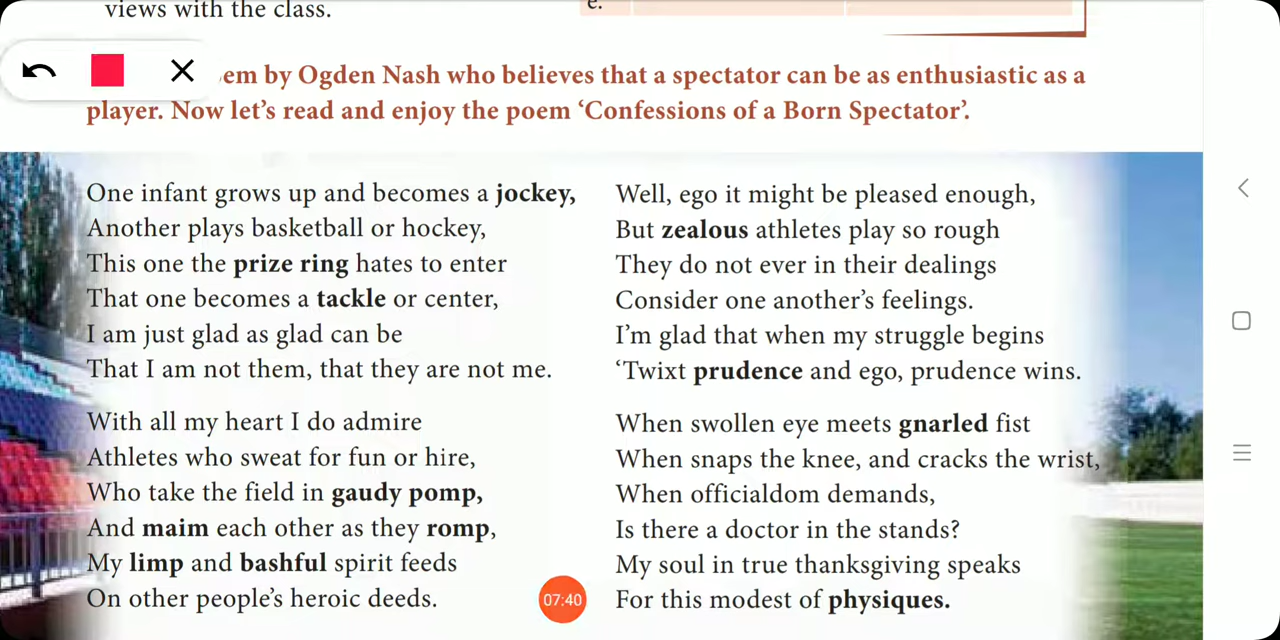 views with the class.
e.
em by Ogden Nash who believes that a spectator can be as enthusiastic as a
player. Now let's read and enjoy the poem ‘Confessions of a Born Spectator’.
One infant grows up and becomes a jockey,
Another plays basketball or hockey,
This one the prize ring hates to enter
That one becomes a tackle or center,
I am just glad as glad can be
That I am not them, that they are not me.
With all my heart I do admire
Athletes who sweat for fun or hire,
Who take the field in gaudy pomp,
And maim each other as they romp,
My limp and bashful spirit feeds
On other people's heroic deeds.
Well, ego it might be pleased enough,
But zealous athletes play so rough
They do not ever in their dealings
Consider one another's feelings.
I'm glad that when my struggle begins
‘Twixt prudence and ego, prudence wins.
When swollen eye meets gnarled fist
When snaps the knee, and cracks the wrist,
When officialdom demands,
Is there a doctor in the stands?
My soul in true thanksgiving speaks
For this modest of physiques.
07:40